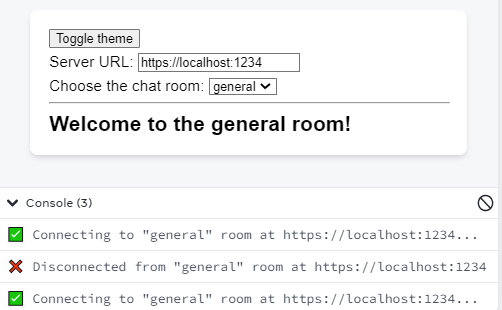 Toggle theme
Server URL: https://localhost:1234
Choose the chat room: general
Welcome to the general room!
Console (3)
Connecting to "general" room at https://localhost:1234...
Disconnected from "general" room at https://localhost:1234
Connecting to "general" room at https://localhost:1234...